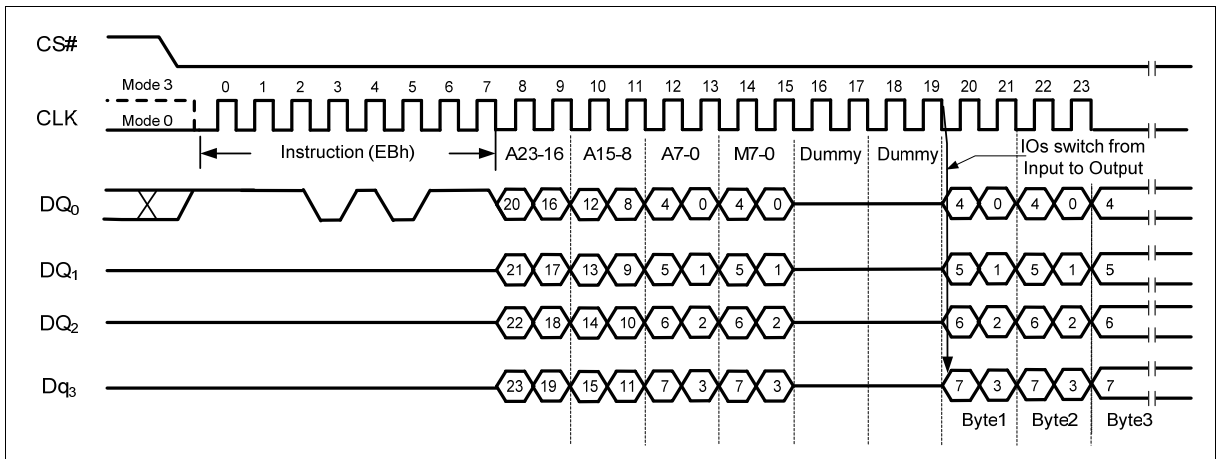 CS#
Mode 3 0 1 2 3 4 5 6 7 8 9 10 11 12 13 14 15 16 17 18 19 20 21 22 23
CLK
Mode 0
Instruction (EBh) A23-16 A15-8 A7-0 M7-0 Dummy Dummy
IOs switch from
Input to Output
DQ0 20 16 12 8 4 0 4 0 4 0 4 0 4
DQ1 21 17 13 9 5 1 5 1 5 1 5 1 5
DQ2 22 18 14 10 6 2 6 2 6 2 6 2 6
Dq3 23 19 15 11 7 3 7 3 7 3 7 3 7
Byte1 Byte2 Byte3